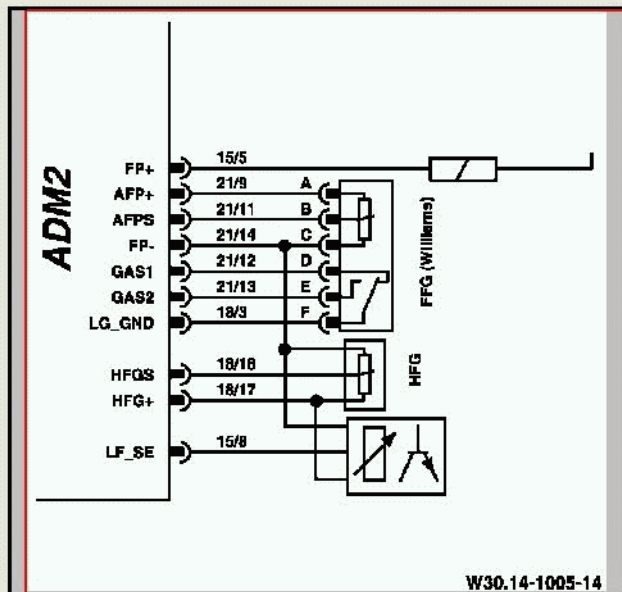 ADM2
FP+ 15/5
AFP+ 21/9 A
AFPS 21/11 B
FP- 21/14 C
GAS1 21/12 D
GAS2 21/13 E
LG_GND 18/3 F
FFG (Williams)
HFGS 18/18
HFG+ 18/17
HFG
LF_SE 15/8
W30.14-1005-14